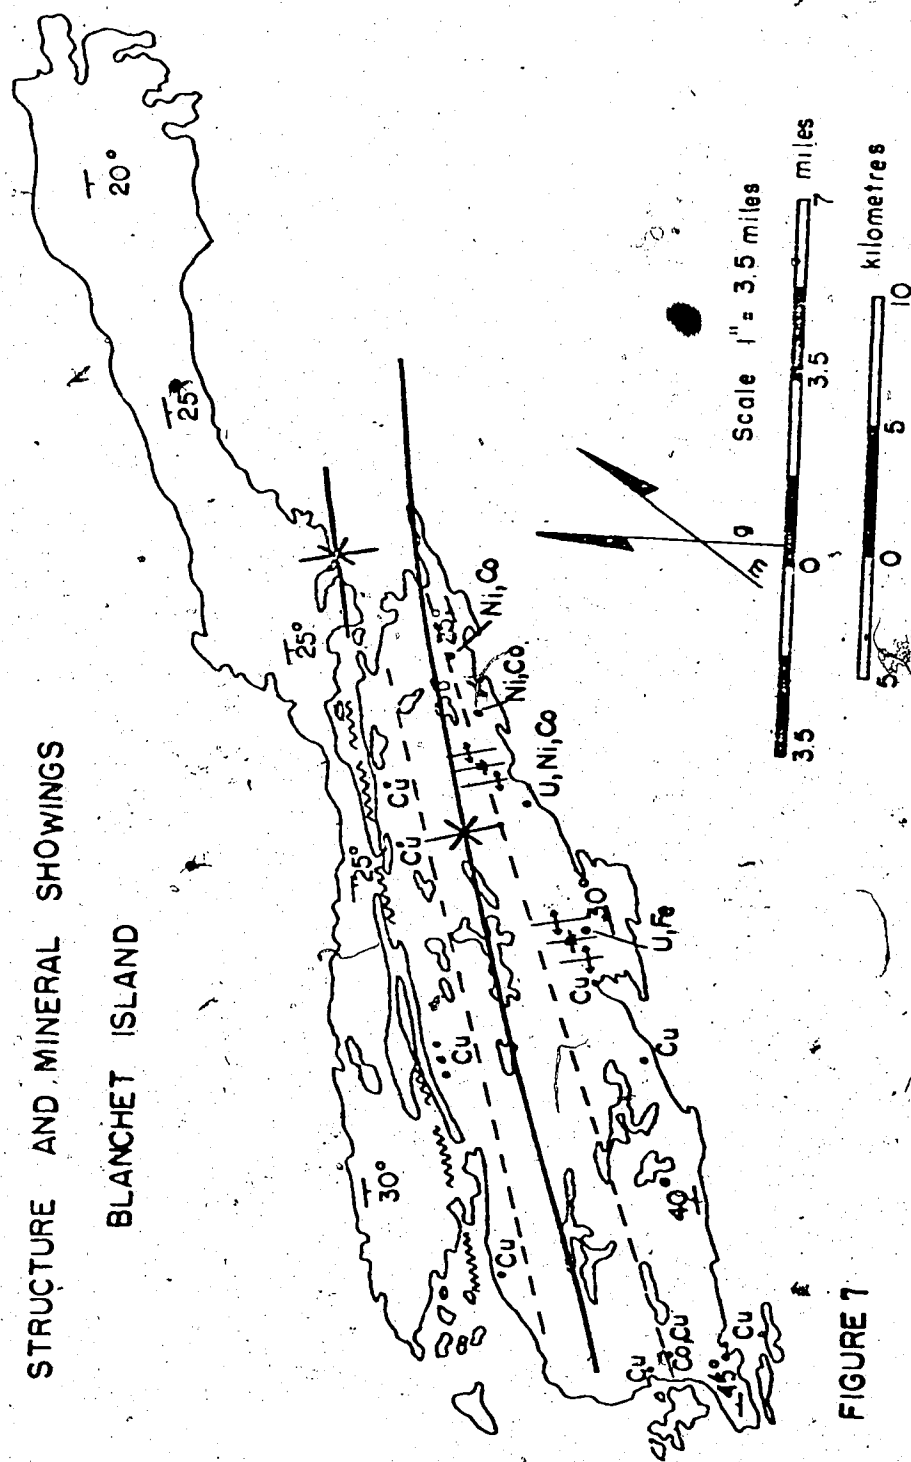 STRUCTURE AND MINERAL SHOWINGS
BLANCHET ISLAND
20°
25°
25°
25°
30°
Cu
Cu
Cu
Cu
25°
Ni,Co
Ni,Co
U,Ni,Co
30°
U,Fe
Cu
Cu
40°
Cu
Co,Cu
45°
Cu
g
m
Scale 1" = 3.5 miles
3.5 0 3.5 7 miles
5 0 5 10 kilometres
FIGURE 7